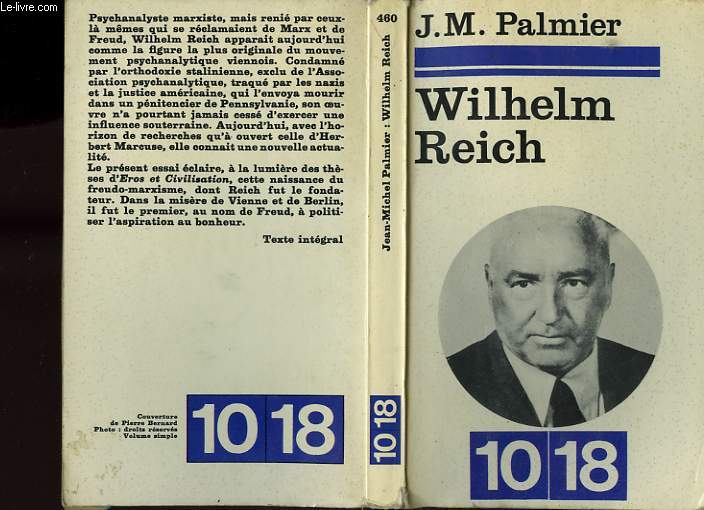 Le-Livre.com
Psychanalyste marxiste, mais renié par ceux-
là mêmes qui se réclamaient de Marx et de
Freud, Wilhelm Reich apparait aujourd'hui
comme la figure la plus originale du mouve-
ment psychanalytique viennois. Condamné
par l'orthodoxie stalinienne, exclu de l'Asso-
ciation psychanalytique, traqué par les nazis
et la justice américaine, qui l'envoya mourir
dans un pénitencier de Pennsylvanie, son œu-
vre n'a pourtant jamais cessé d'exercer une
influence souterraine. Aujourd'hui, avec l'ho-
rizon de recherches qu'à ouvert celle d'Her-
bert Marcuse, elle connait une nouvelle actua-
lité.
Le présent essai éclaire, à la lumière des thè-
ses d'Eros et Civilisation, cette naissance du
freudo-marxisme, dont Reich fut le fonda-
teur. Dans la misère de Vienne et de Berlin,
il fut le premier, au nom de Freud, à politi-
ser l'aspiration au bonheur.
Texte intégral
Couverture
de Pierre Bernard
Photo : droits réservés
Volume simple
10 18
460
Jean-Michel Palmier : Wilhelm Reich
10 18
J.M. Palmier
Wilhelm
Reich
10 18